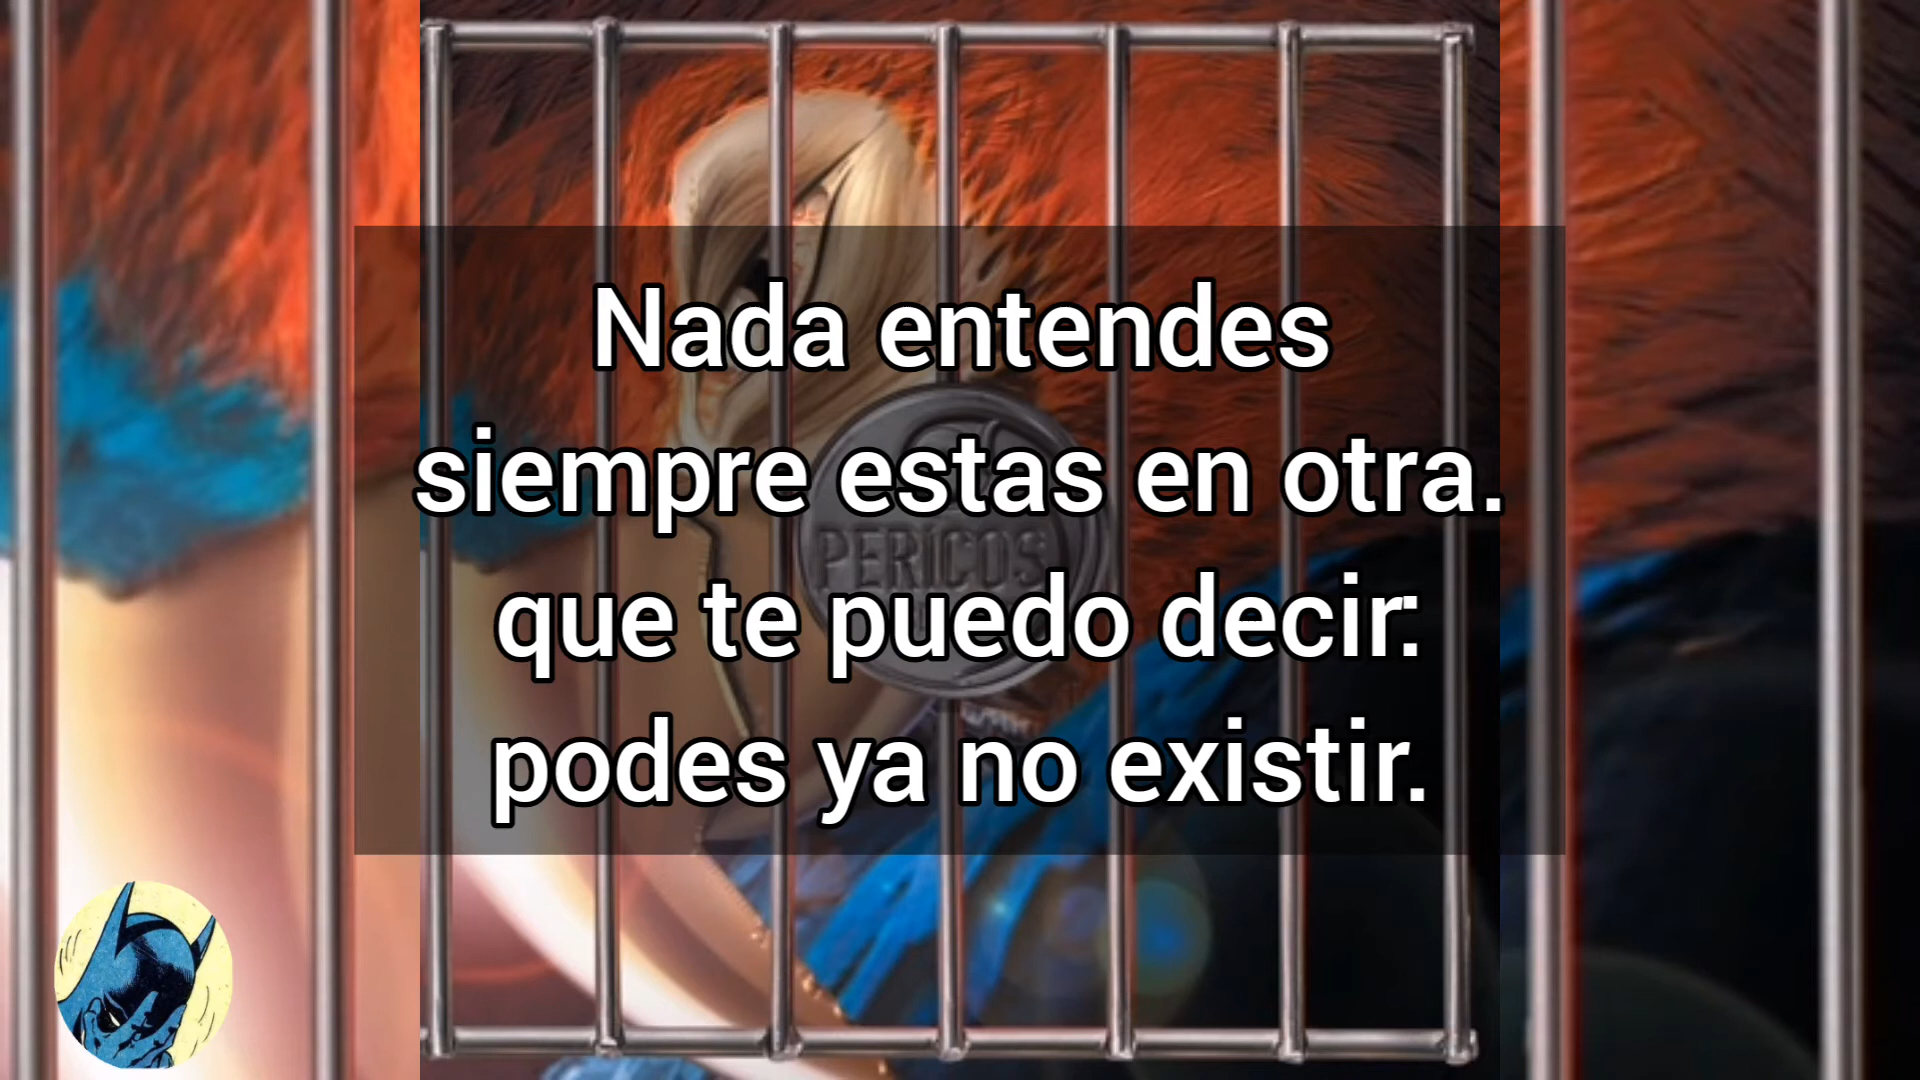 Nada entendes
siempre estas en otra.
PERICOS
que te puedo decir:
podes ya no existir.